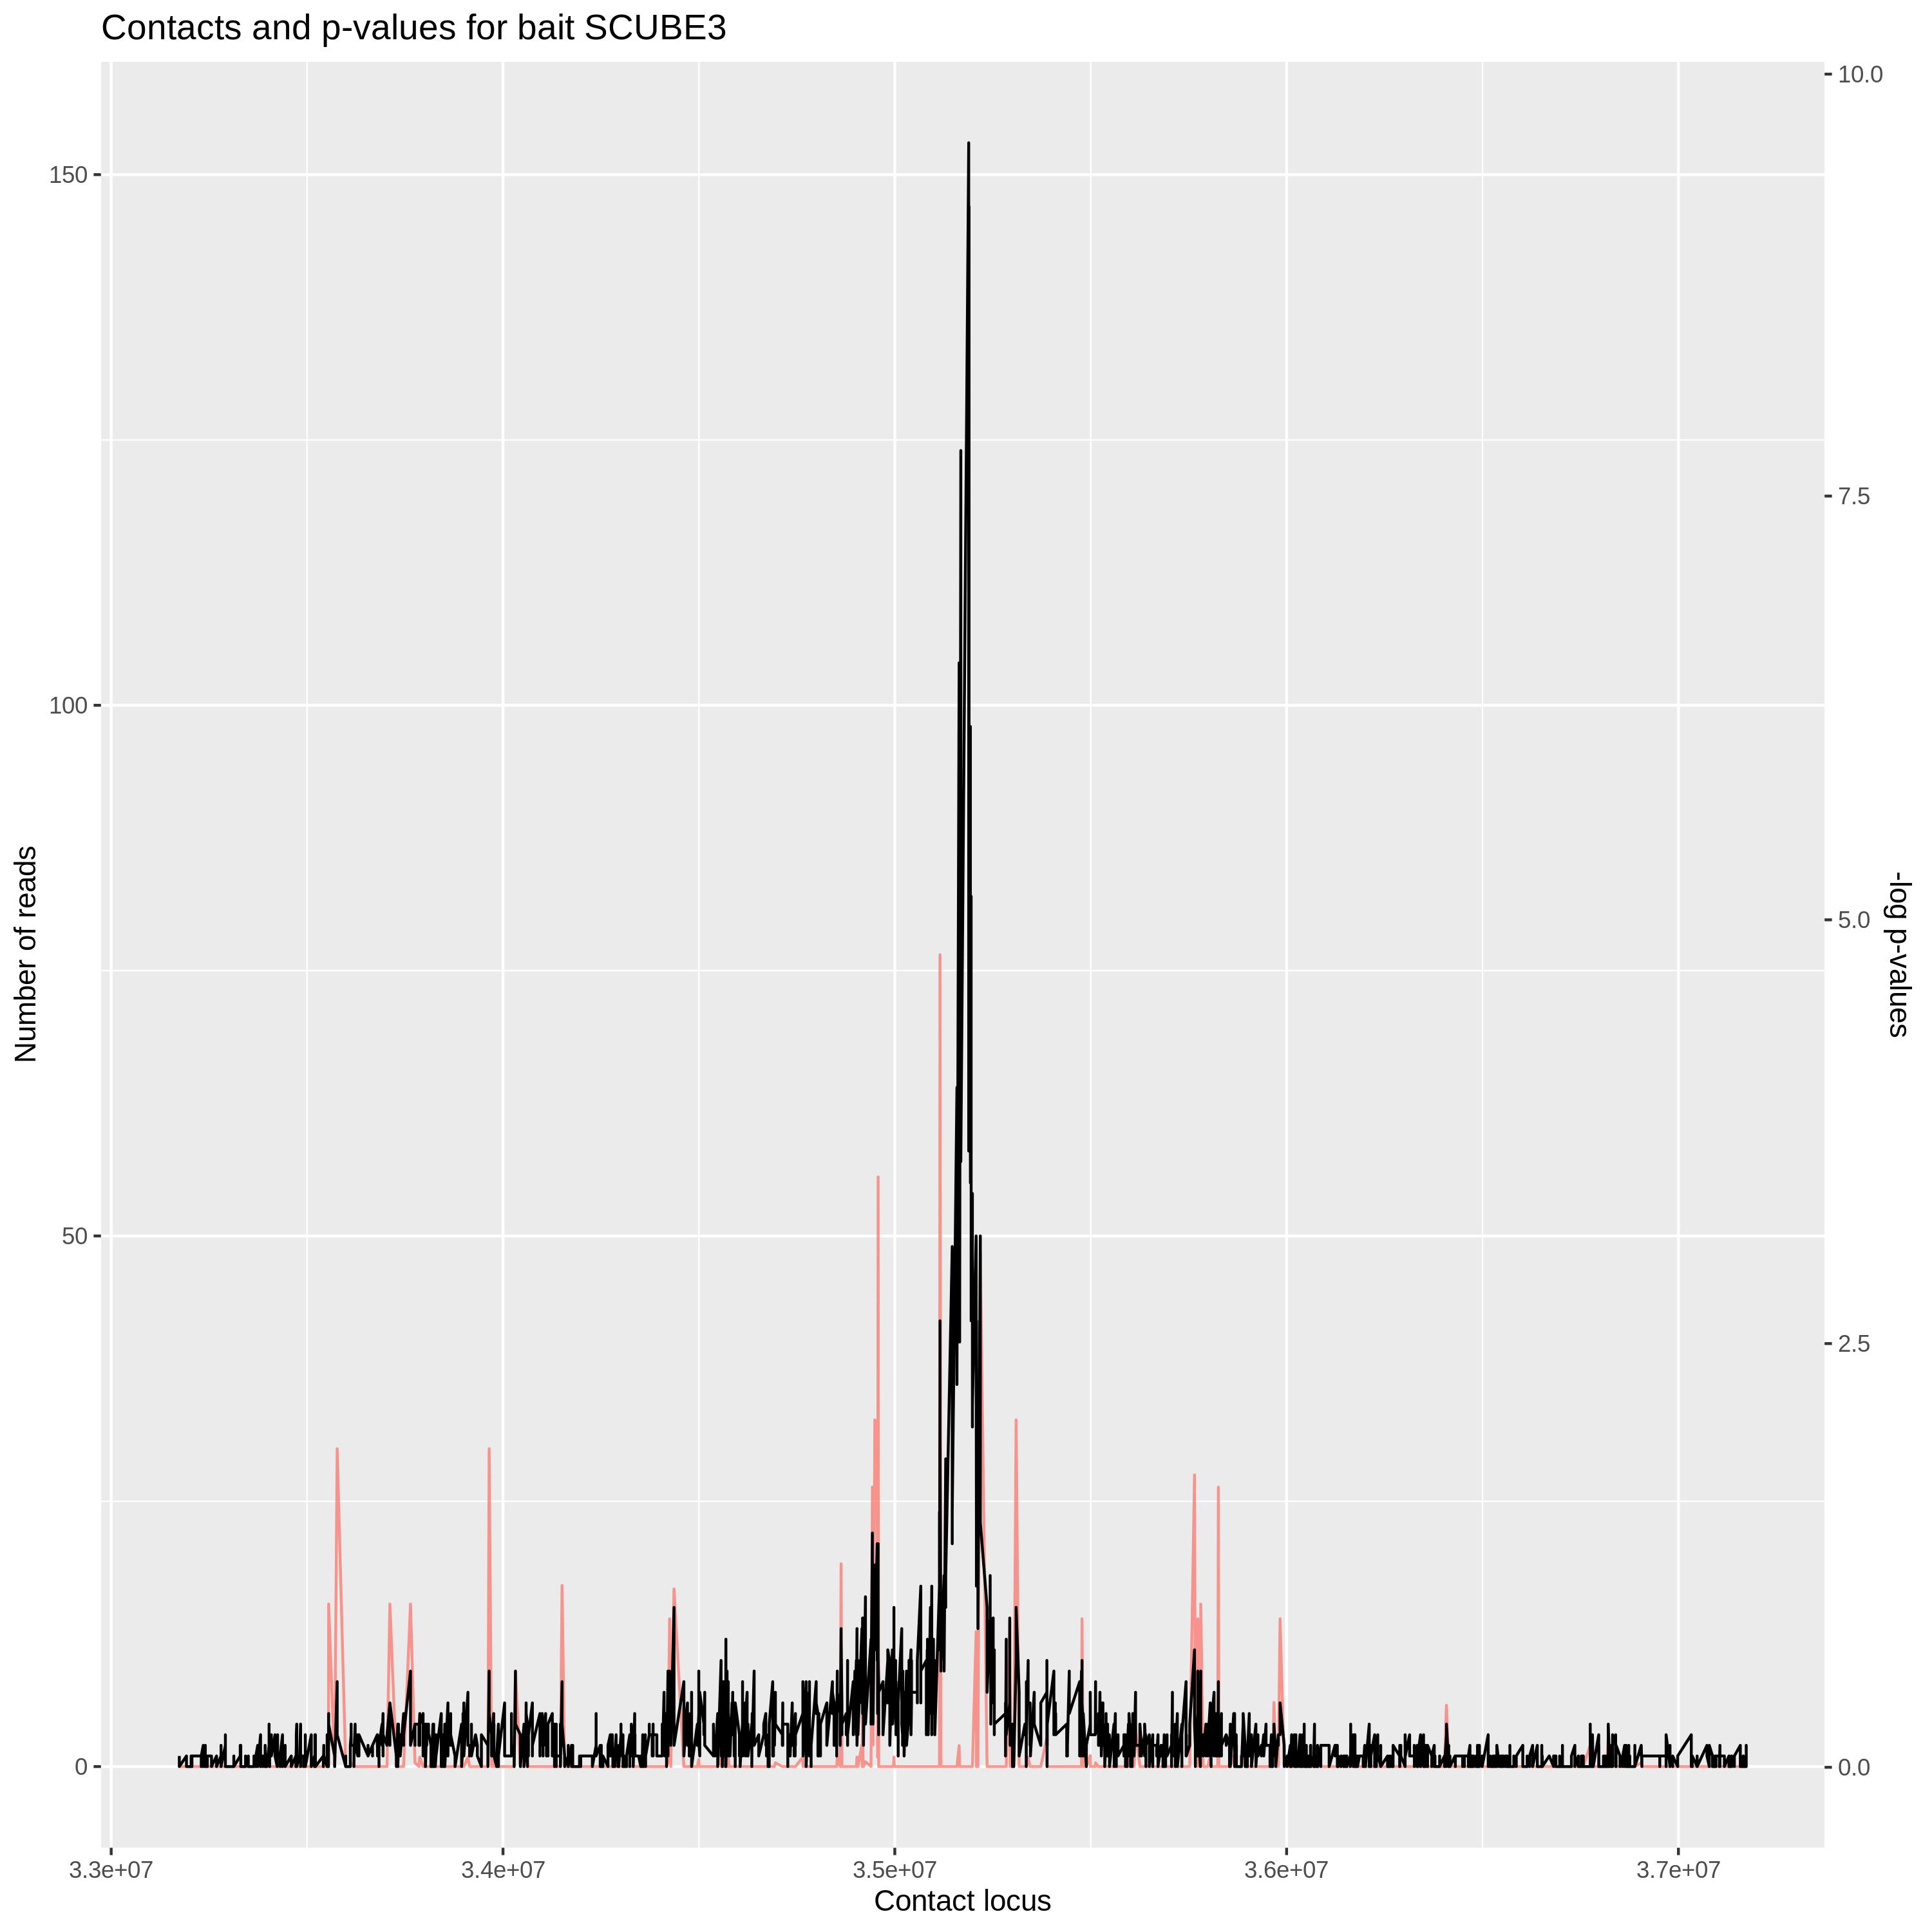 Contacts and p-values for bait SCUBE3
10.0
150
7.5
100
5.0
Number of reads
-log p-values
50
2.5
0
0.0
3.3e+07
3.4e+07
3.5e+07
3.6e+07
3.7e+07
Contact locus